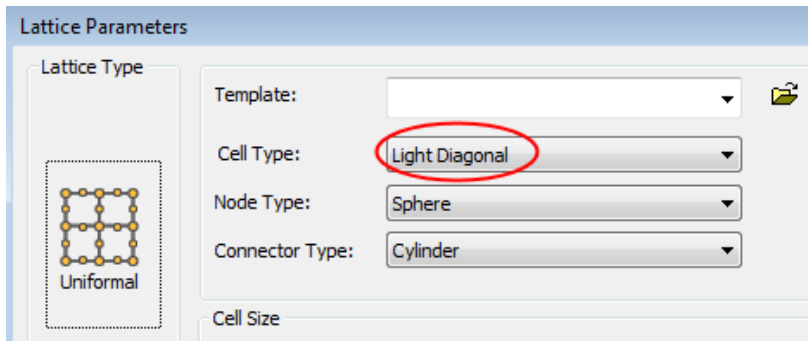 Lattice Parameters
Lattice Type
Template:
Cell Type: Light Diagonal
Node Type: Sphere
Connector Type: Cylinder
Uniformal
Cell Size